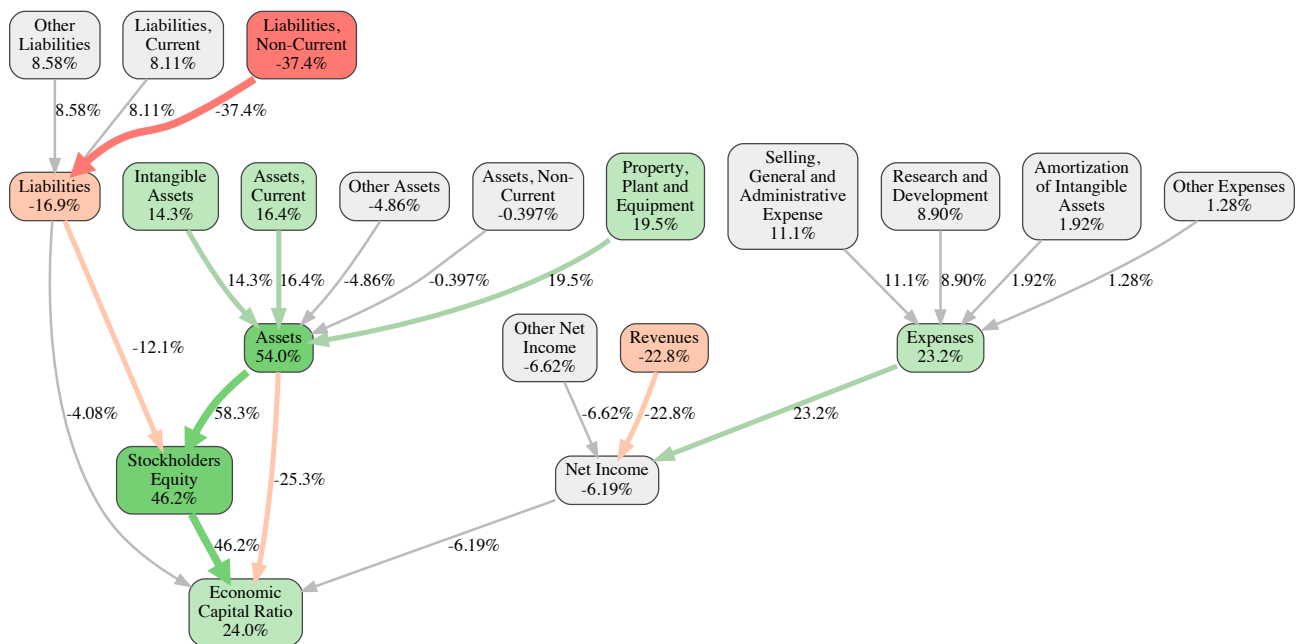 Other
Liabilities
8.58%
Liabilities,
Current
8.11%
Liabilities,
Non-Current
-37.4%
8.58%
8.11%
-37.4%
Liabilities
-16.9%
Intangible
Assets
14.3%
Assets,
Current
16.4%
Other Assets
-4.86%
Assets, Non-
Current
-0.397%
Property,
Plant and
Equipment
19.5%
Selling,
General and
Administrative
Expense
11.1%
Research and
Development
8.90%
Amortization
of Intangible
Assets
1.92%
Other Expenses
1.28%
14.3%
16.4%
-4.86%
-0.397%
19.5%
11.1%
8.90%
1.92%
1.28%
Assets
54.0%
Other Net
Income
-6.62%
Revenues
-22.8%
Expenses
23.2%
-12.1%
-4.08%
58.3%
-6.62%
-22.8%
23.2%
Stockholders
Equity
46.2%
-25.3%
Net Income
-6.19%
46.2%
-6.19%
Economic
Capital Ratio
24.0%